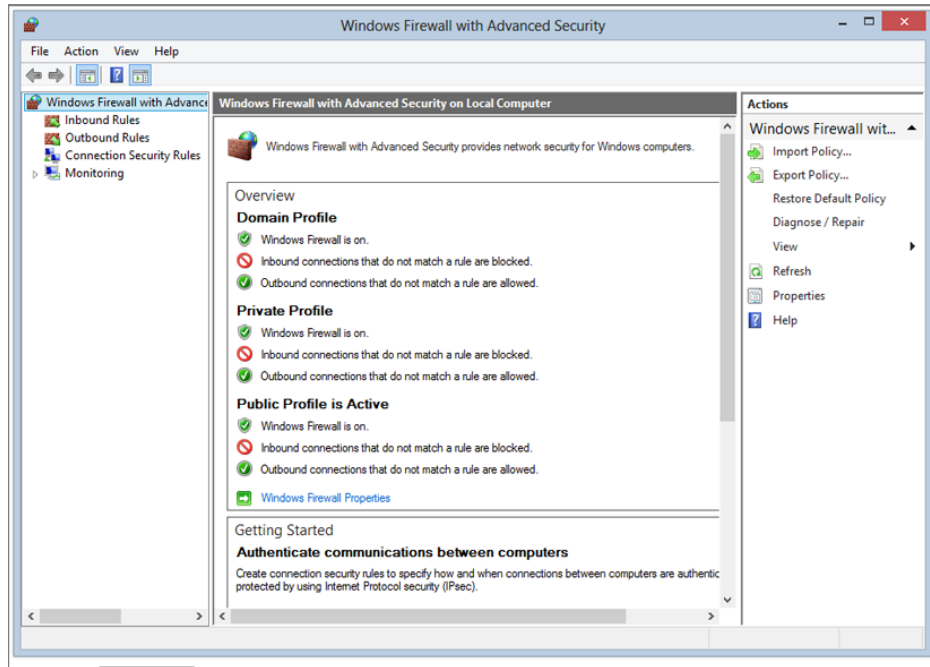 Windows Firewall with Advanced Security
File Action View Help
Windows Firewall with Advance
Inbound Rules
Outbound Rules
Connection Security Rules
Monitoring
Windows Firewall with Advanced Security on Local Computer
Windows Firewall with Advanced Security provides network security for Windows computers.
Overview
Domain Profile
Windows Firewall is on.
Inbound connections that do not match a rule are blocked.
Outbound connections that do not match a rule are allowed.
Private Profile
Windows Firewall is on.
Inbound connections that do not match a rule are blocked.
Outbound connections that do not match a rule are allowed.
Public Profile is Active
Windows Firewall is on.
Inbound connections that do not match a rule are blocked.
Outbound connections that do not match a rule are allowed.
Windows Firewall Properties
Getting Started
Authenticate communications between computers
Create connection security rules to specify how and when connections between computers are authentic
protected by using Internet Protocol security (IPsec).
Actions
Windows Firewall wit...
Import Policy...
Export Policy...
Restore Default Policy
Diagnose / Repair
View
Refresh
Properties
Help